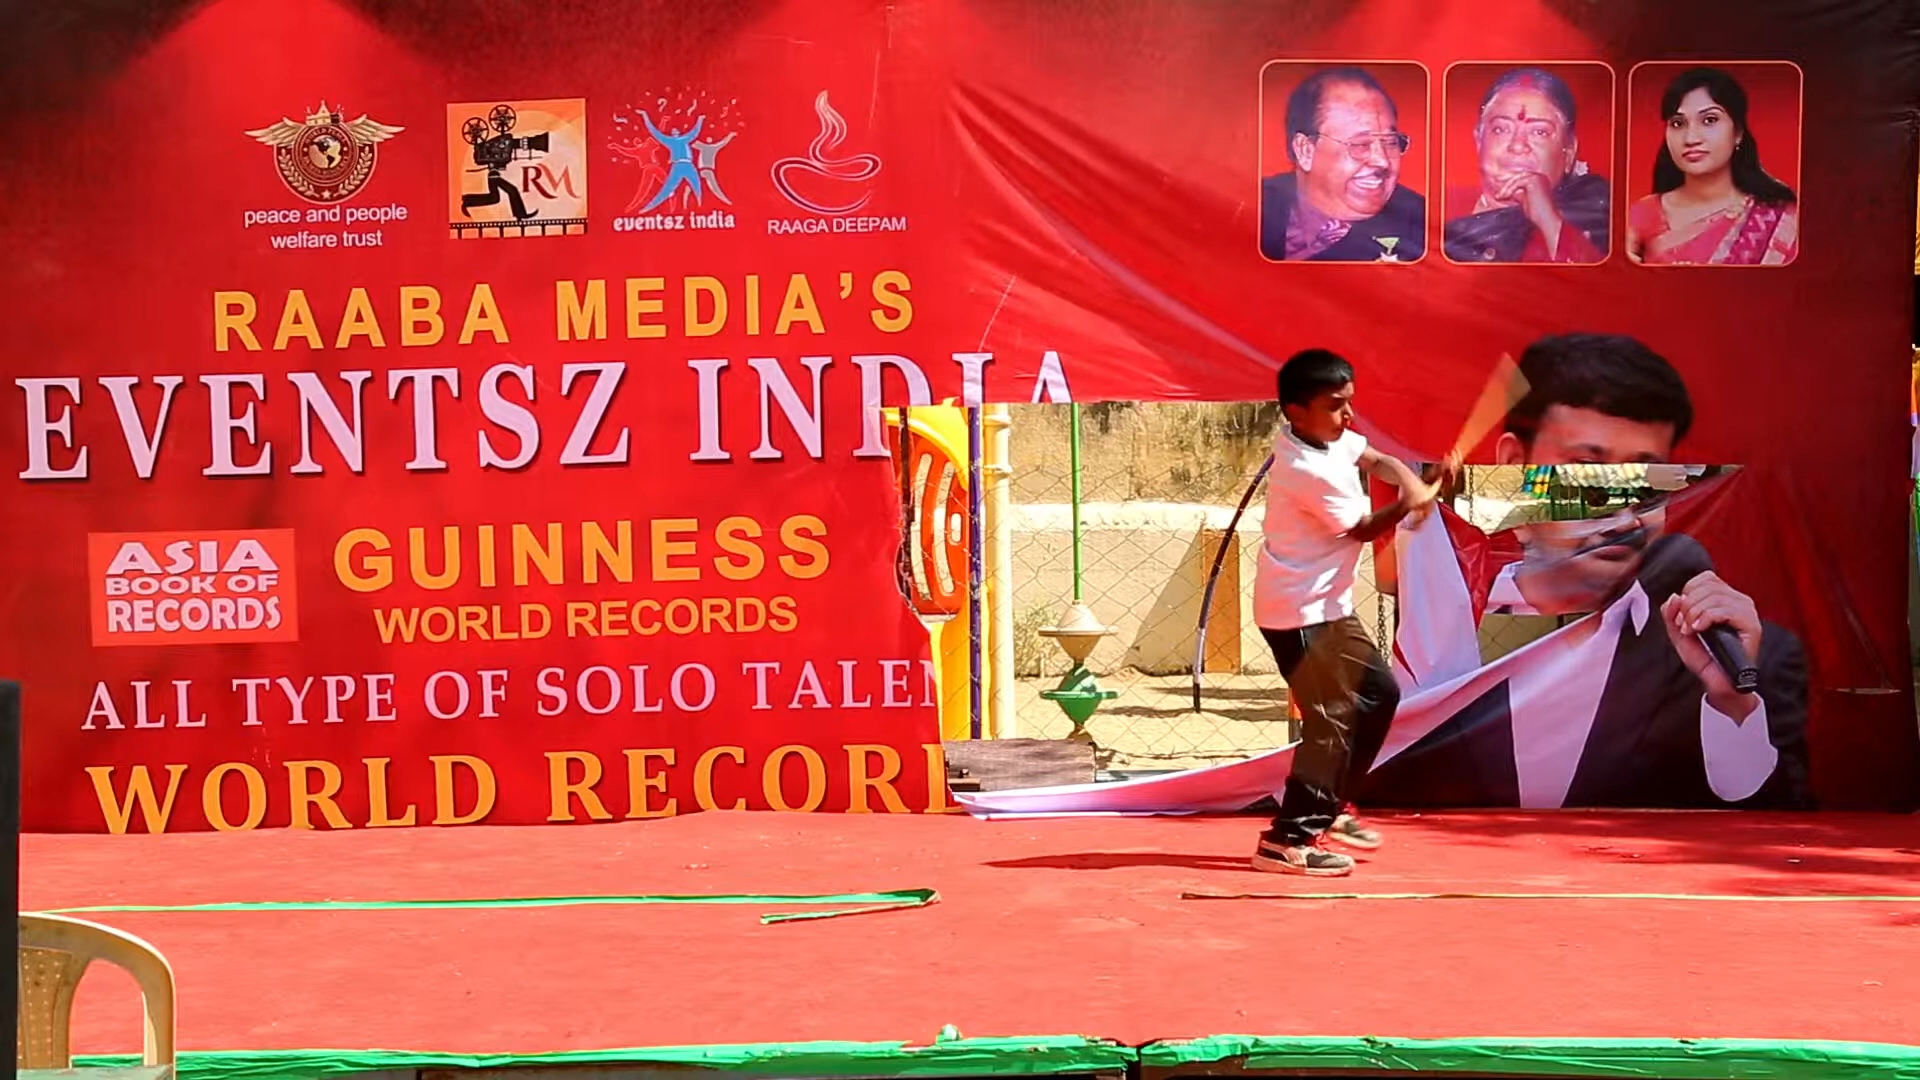 peace and people
welfare trust
RM
eventsz india
RAAGA DEEPAM
RAABA MEDIA'S
EVENTSZ INDIA
ASIA
BOOK OF
RECORDS
GUINNESS
WORLD RECORDS
ALL TYPE OF SOLO TALEN
WORLD RECOR